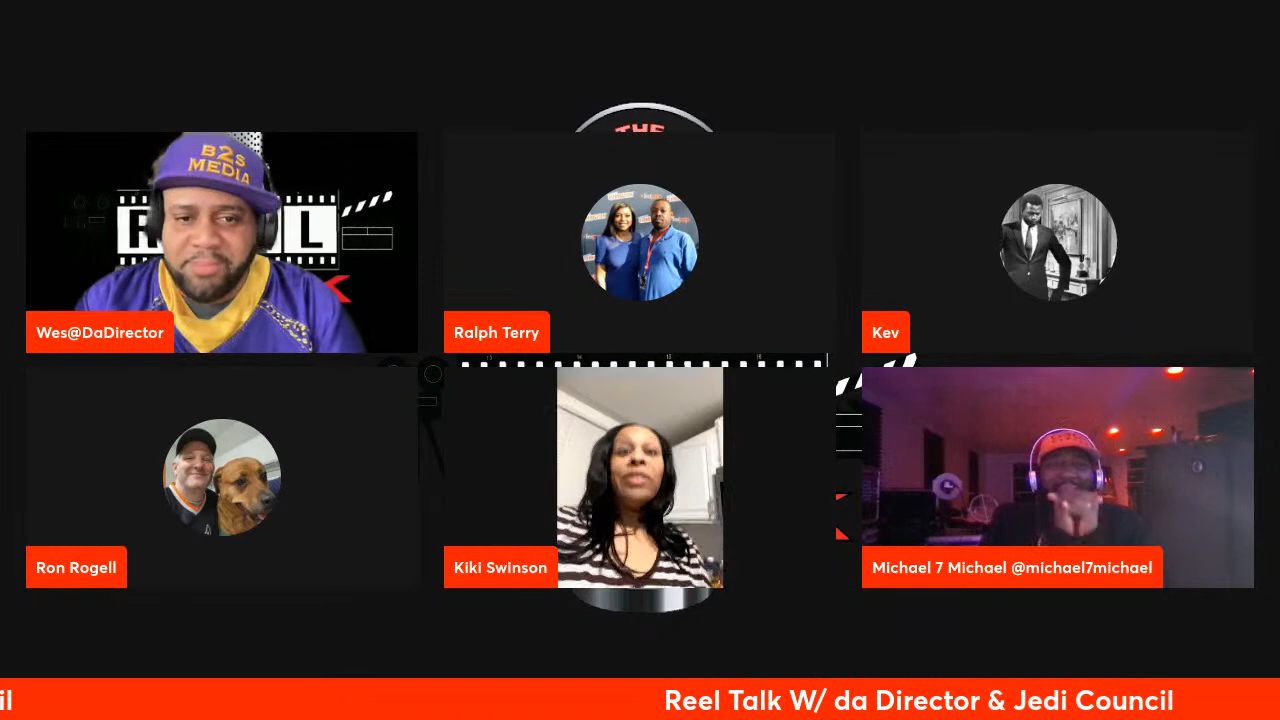 THE
B2S
MEDIA
R
L
Wes@DaDirector
Ralph Terry
Kev
Ron Rogell
Kiki Swinson
Michael 7 Michael @michael7michael
il
Reel Talk W/ da Director & Jedi Council